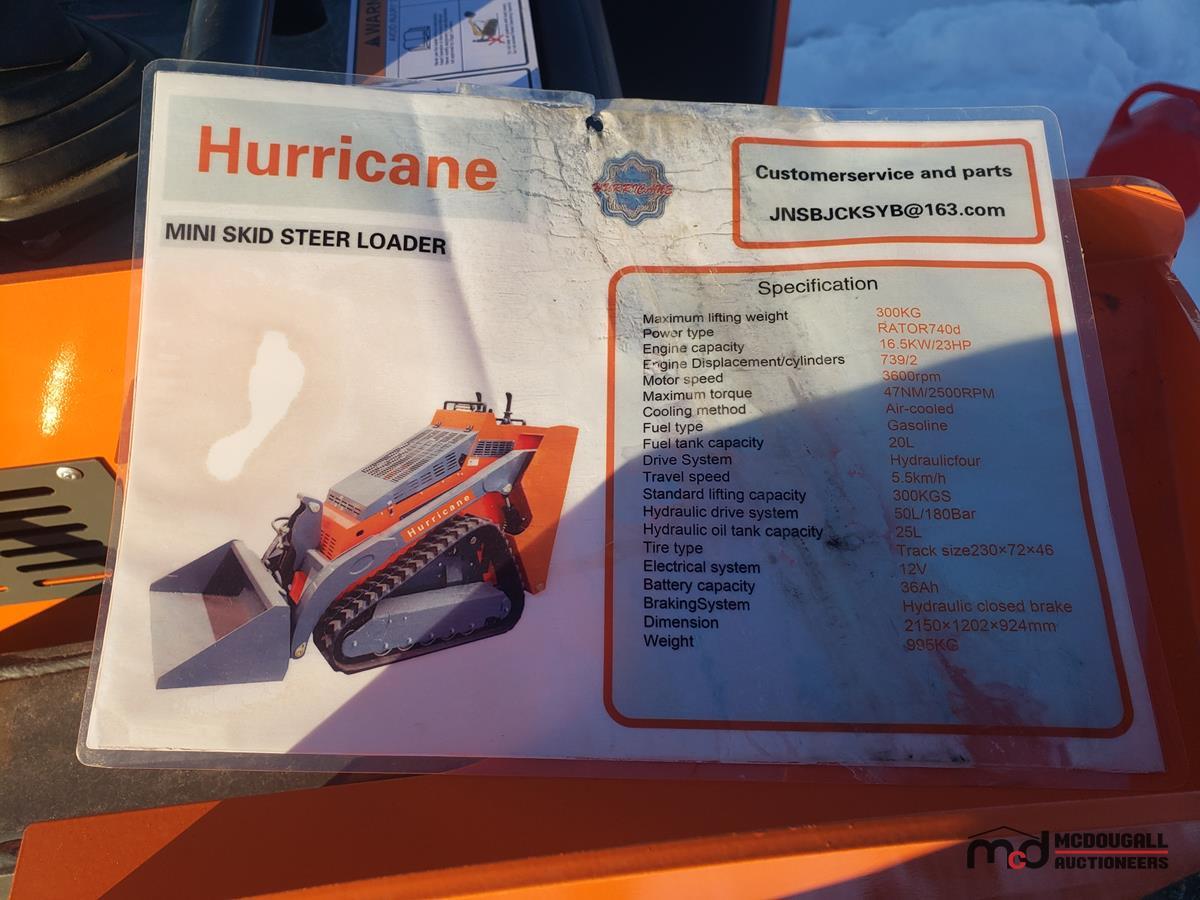 WARN
Hurricane
MINI SKID STEER LOADER
HURRICANE
Customerservice and parts
JNSBJCKSYB@163.com
Specification
Maximum lifting weight 300KG
Power type RATOR740d
Engine capacity 16.5KW/23HP
Engine Displacement/cylinders 739/2
Motor speed 3600rpm
Maximum torque 47NM/2500RPM
Cooling method Air-cooled
Fuel type Gasoline
Fuel tank capacity 20L
Drive System Hydraulicfour
Travel speed 5.5km/h
Standard lifting capacity 300KGS
Hydraulic drive system 50L/180Bar
Hydraulic oil tank capacity 25L
Tire type Track size230×72×46
Electrical system 12V
Battery capacity 36Ah
BrakingSystem Hydraulic closed brake
Dimension 2150×1202×924mm
Weight 995KG
Hurricane
mcd MCDOUGALL
AUCTIONEERS